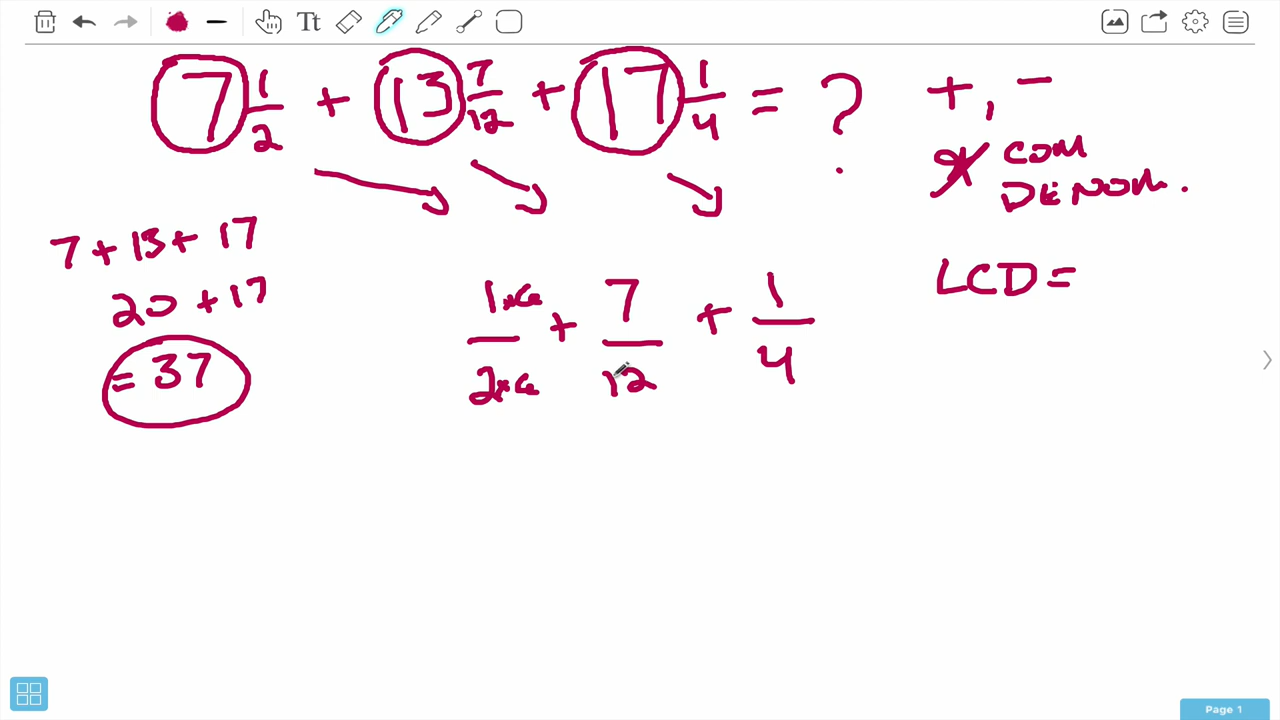 Tt
7 1/2 + 13 7/12 + 17 1/4 = ?
+, -
* COM
DENOM.
7 + 13 + 17
20 + 17
= 37
1×6/2×6 + 7/12 + 1/4
LCD =
Page 1